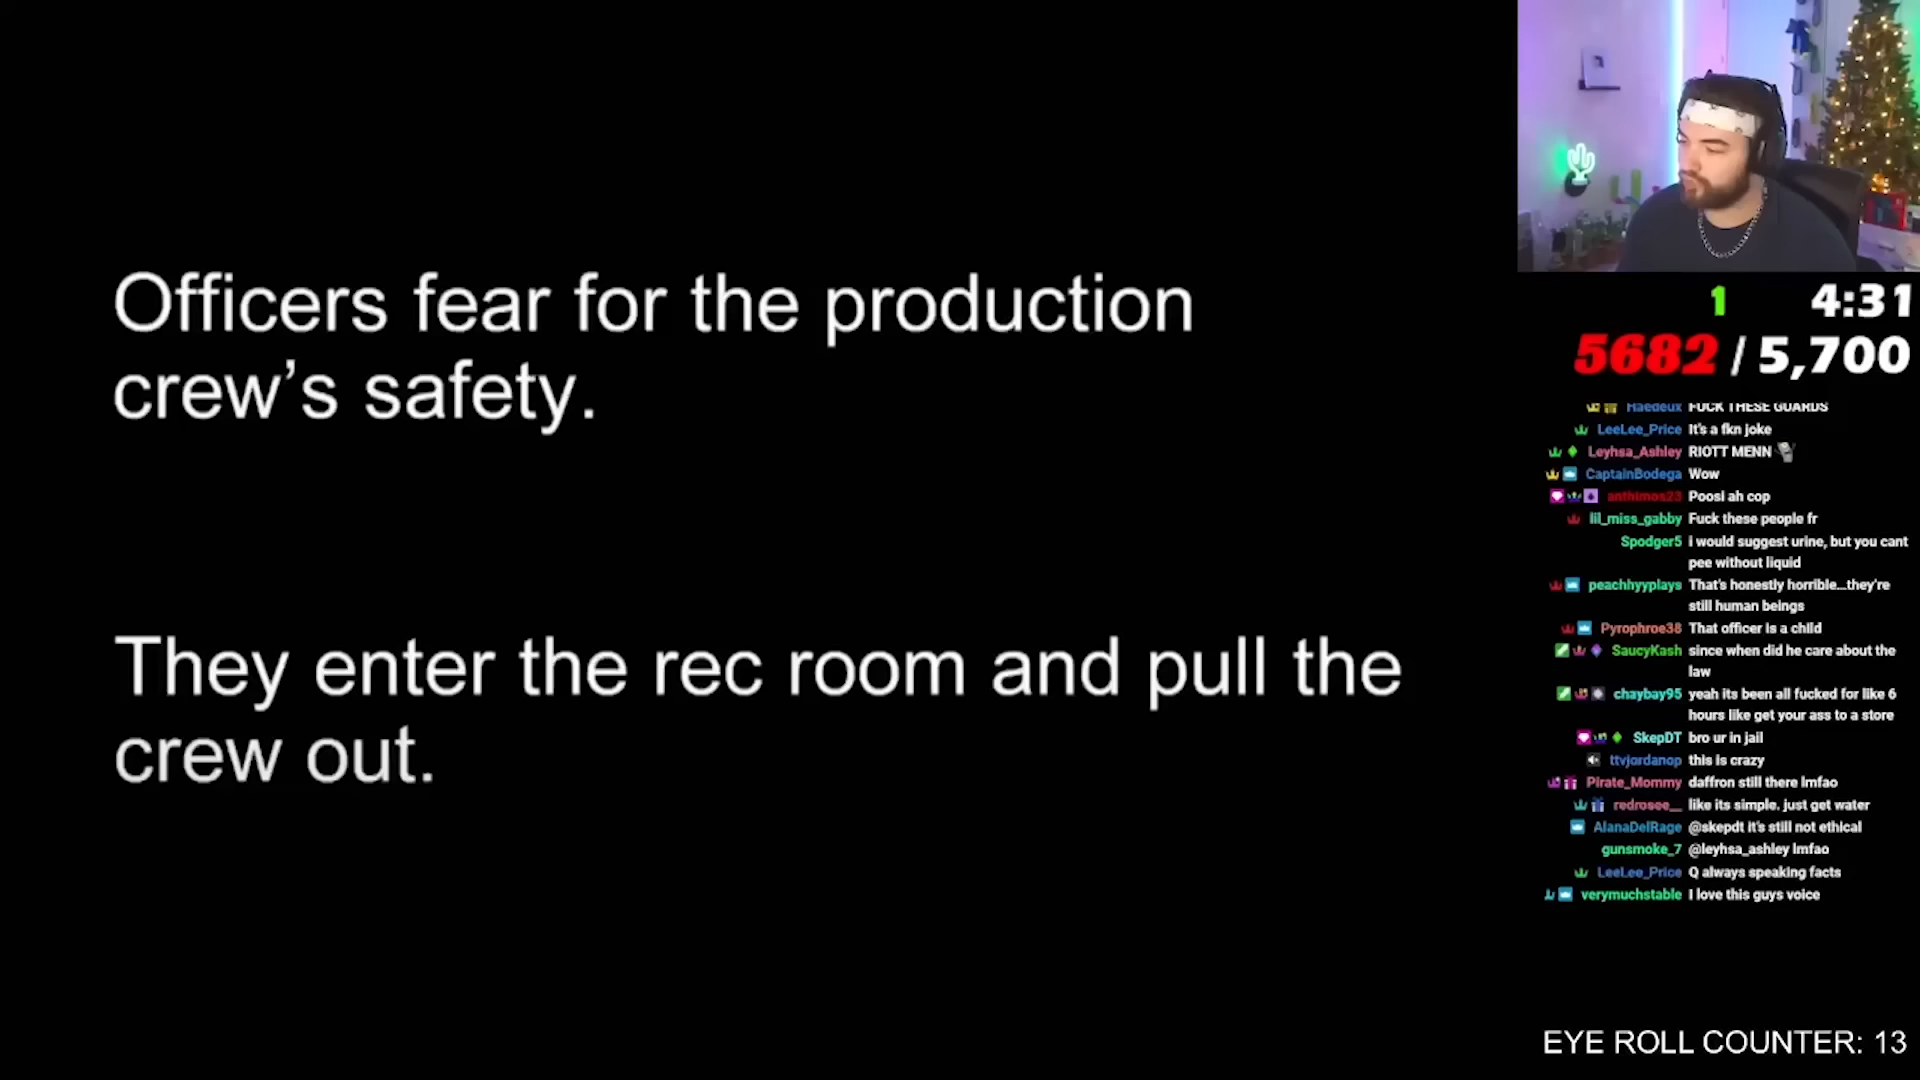 Officers fear for the production
crew's safety.
They enter the rec room and pull the
crew out.
1 4:31
5682 / 5,700
Haedeux FUCK THESE GUARDS
LeeLee_Price It's a fkn joke
Leyhsa_Ashley RIOTT MENN
CaptainBodega Wow
anthimos23 Poosi ah cop
lil_miss_gabby Fuck these people fr
Spodger5 i would suggest urine, but you cant
pee without liquid
peachhyyplays That's honestly horrible...they're
still human beings
Pyrophroe38 That officer is a child
SaucyKash since when did he care about the
law
chaybay95 yeah its been all fucked for like 6
hours like get your ass to a store
SkepDT bro ur in jail
ttvjordanop this is crazy
Pirate_Mommy daffron still there lmfao
redrosee__ like its simple. just get water
AlanaDelRage @skepdt it's still not ethical
gunsmoke_7 @leyhsa_ashley lmfao
LeeLee_Price Q always speaking facts
verymuchstable I love this guys voice
EYE ROLL COUNTER: 13